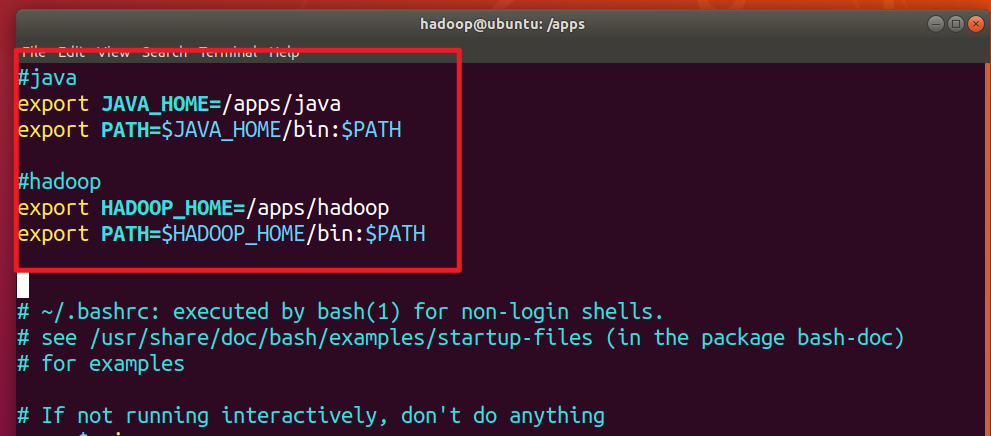 hadoop@ubuntu: /apps
File Edit View Search Terminal Help
#java
export JAVA_HOME=/apps/java
export PATH=$JAVA_HOME/bin:$PATH
#hadoop
export HADOOP_HOME=/apps/hadoop
export PATH=$HADOOP_HOME/bin:$PATH
# ~/.bashrc: executed by bash(1) for non-login shells.
# see /usr/share/doc/bash/examples/startup-files (in the package bash-doc)
# for examples
# If not running interactively, don't do anything